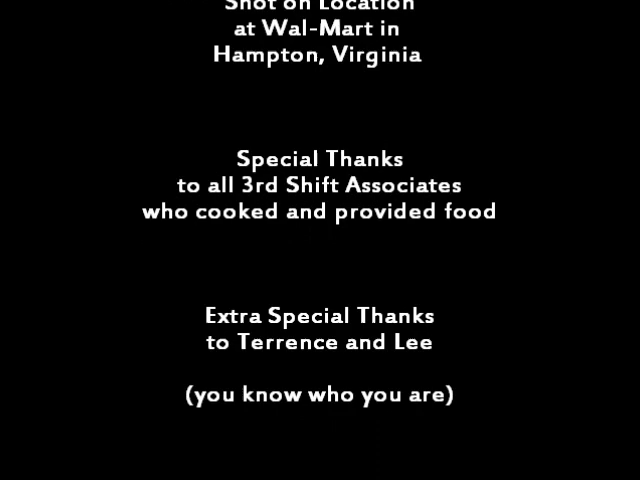 Shot on Location
at Wal-Mart in
Hampton, Virginia
Special Thanks
to all 3rd Shift Associates
who cooked and provided food
Extra Special Thanks
to Terrence and Lee
(you know who you are)